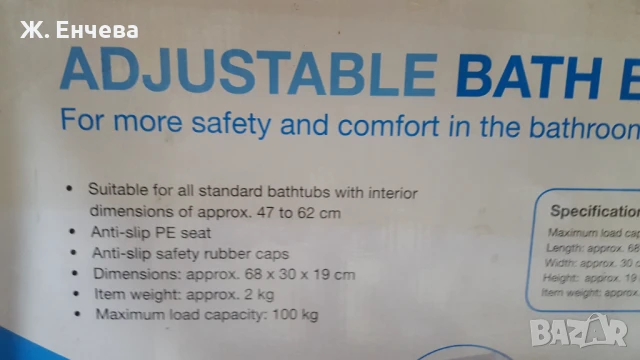 Ж. Енчева
ADJUSTABLE BATH
For more safety and comfort in the bathroom
• Suitable for all standard bathtubs with interior
dimensions of approx. 47 to 62 cm
• Anti-slip PE seat
• Anti-slip safety rubber caps
• Dimensions: approx. 68 x 30 x 19 cm
• Item weight: approx. 2 kg
• Maximum load capacity: 100 kg
Specification
Maximum load cap
Length: approx. 68
Width: approx. 30 c
Height: approx. 19
Item weight: approx.
BAZAR